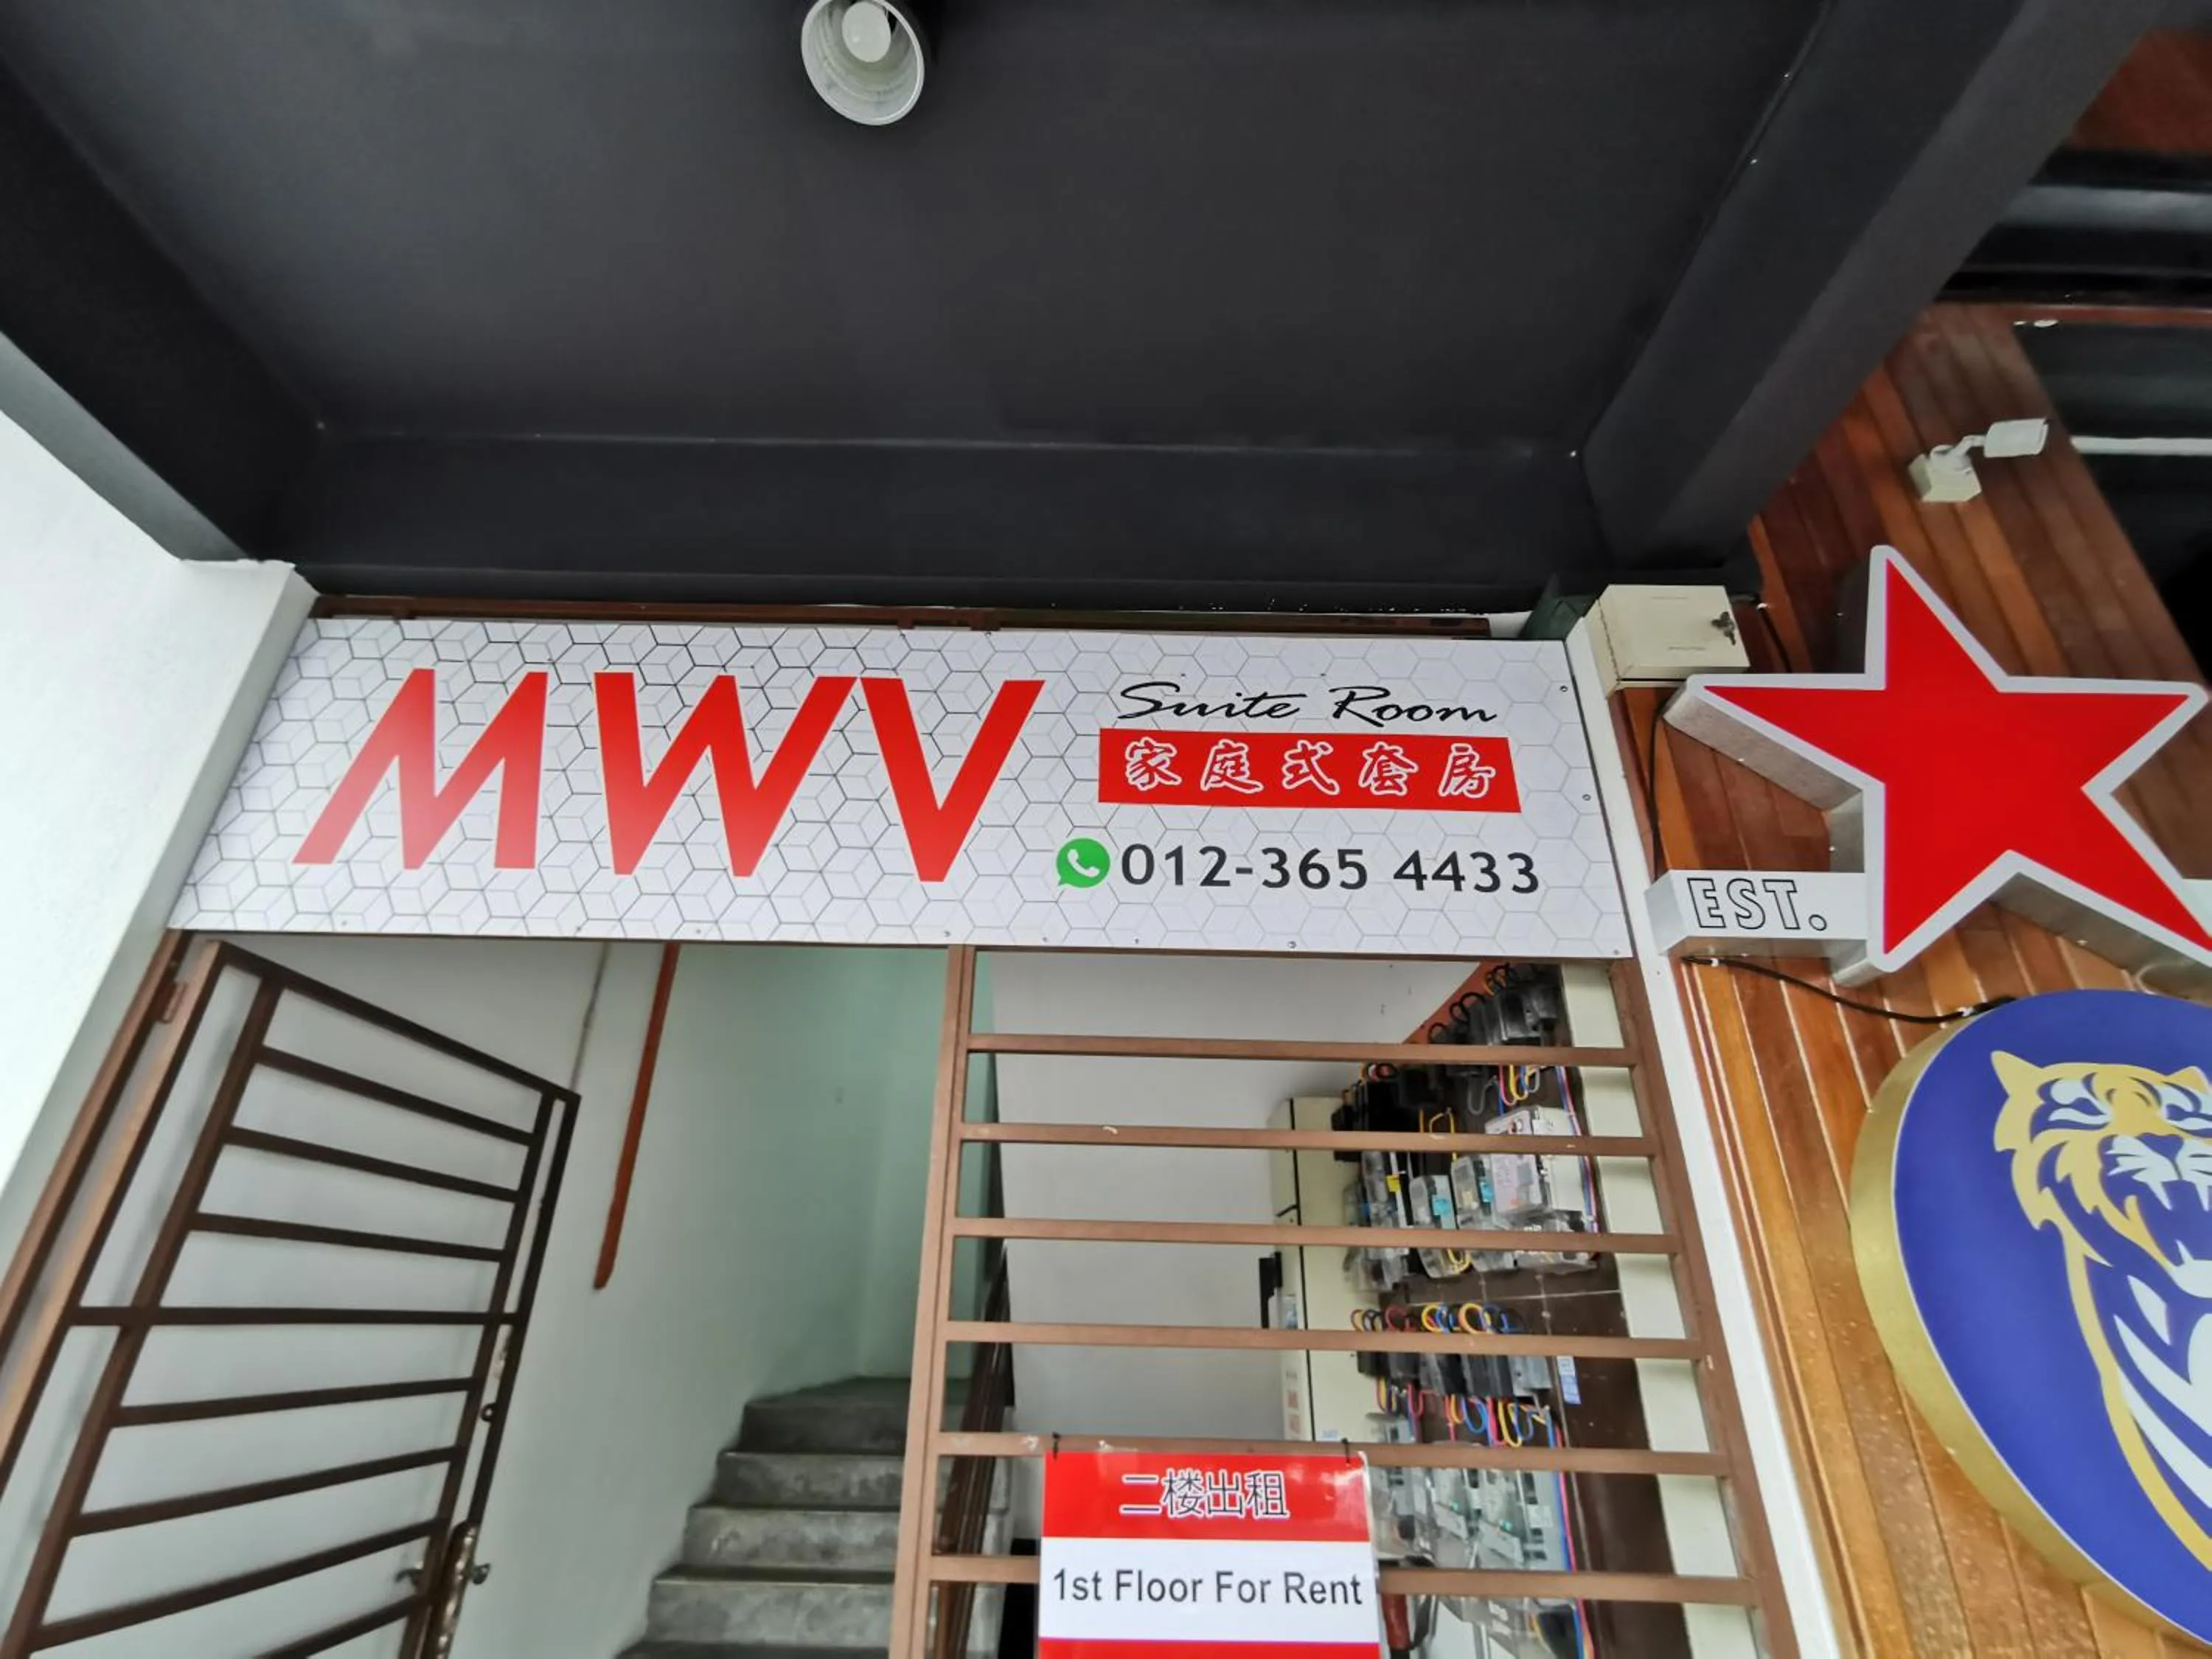 MWV
Suite Room
家庭式套房
012-365 4433
EST.
二楼出租
1st Floor For Rent